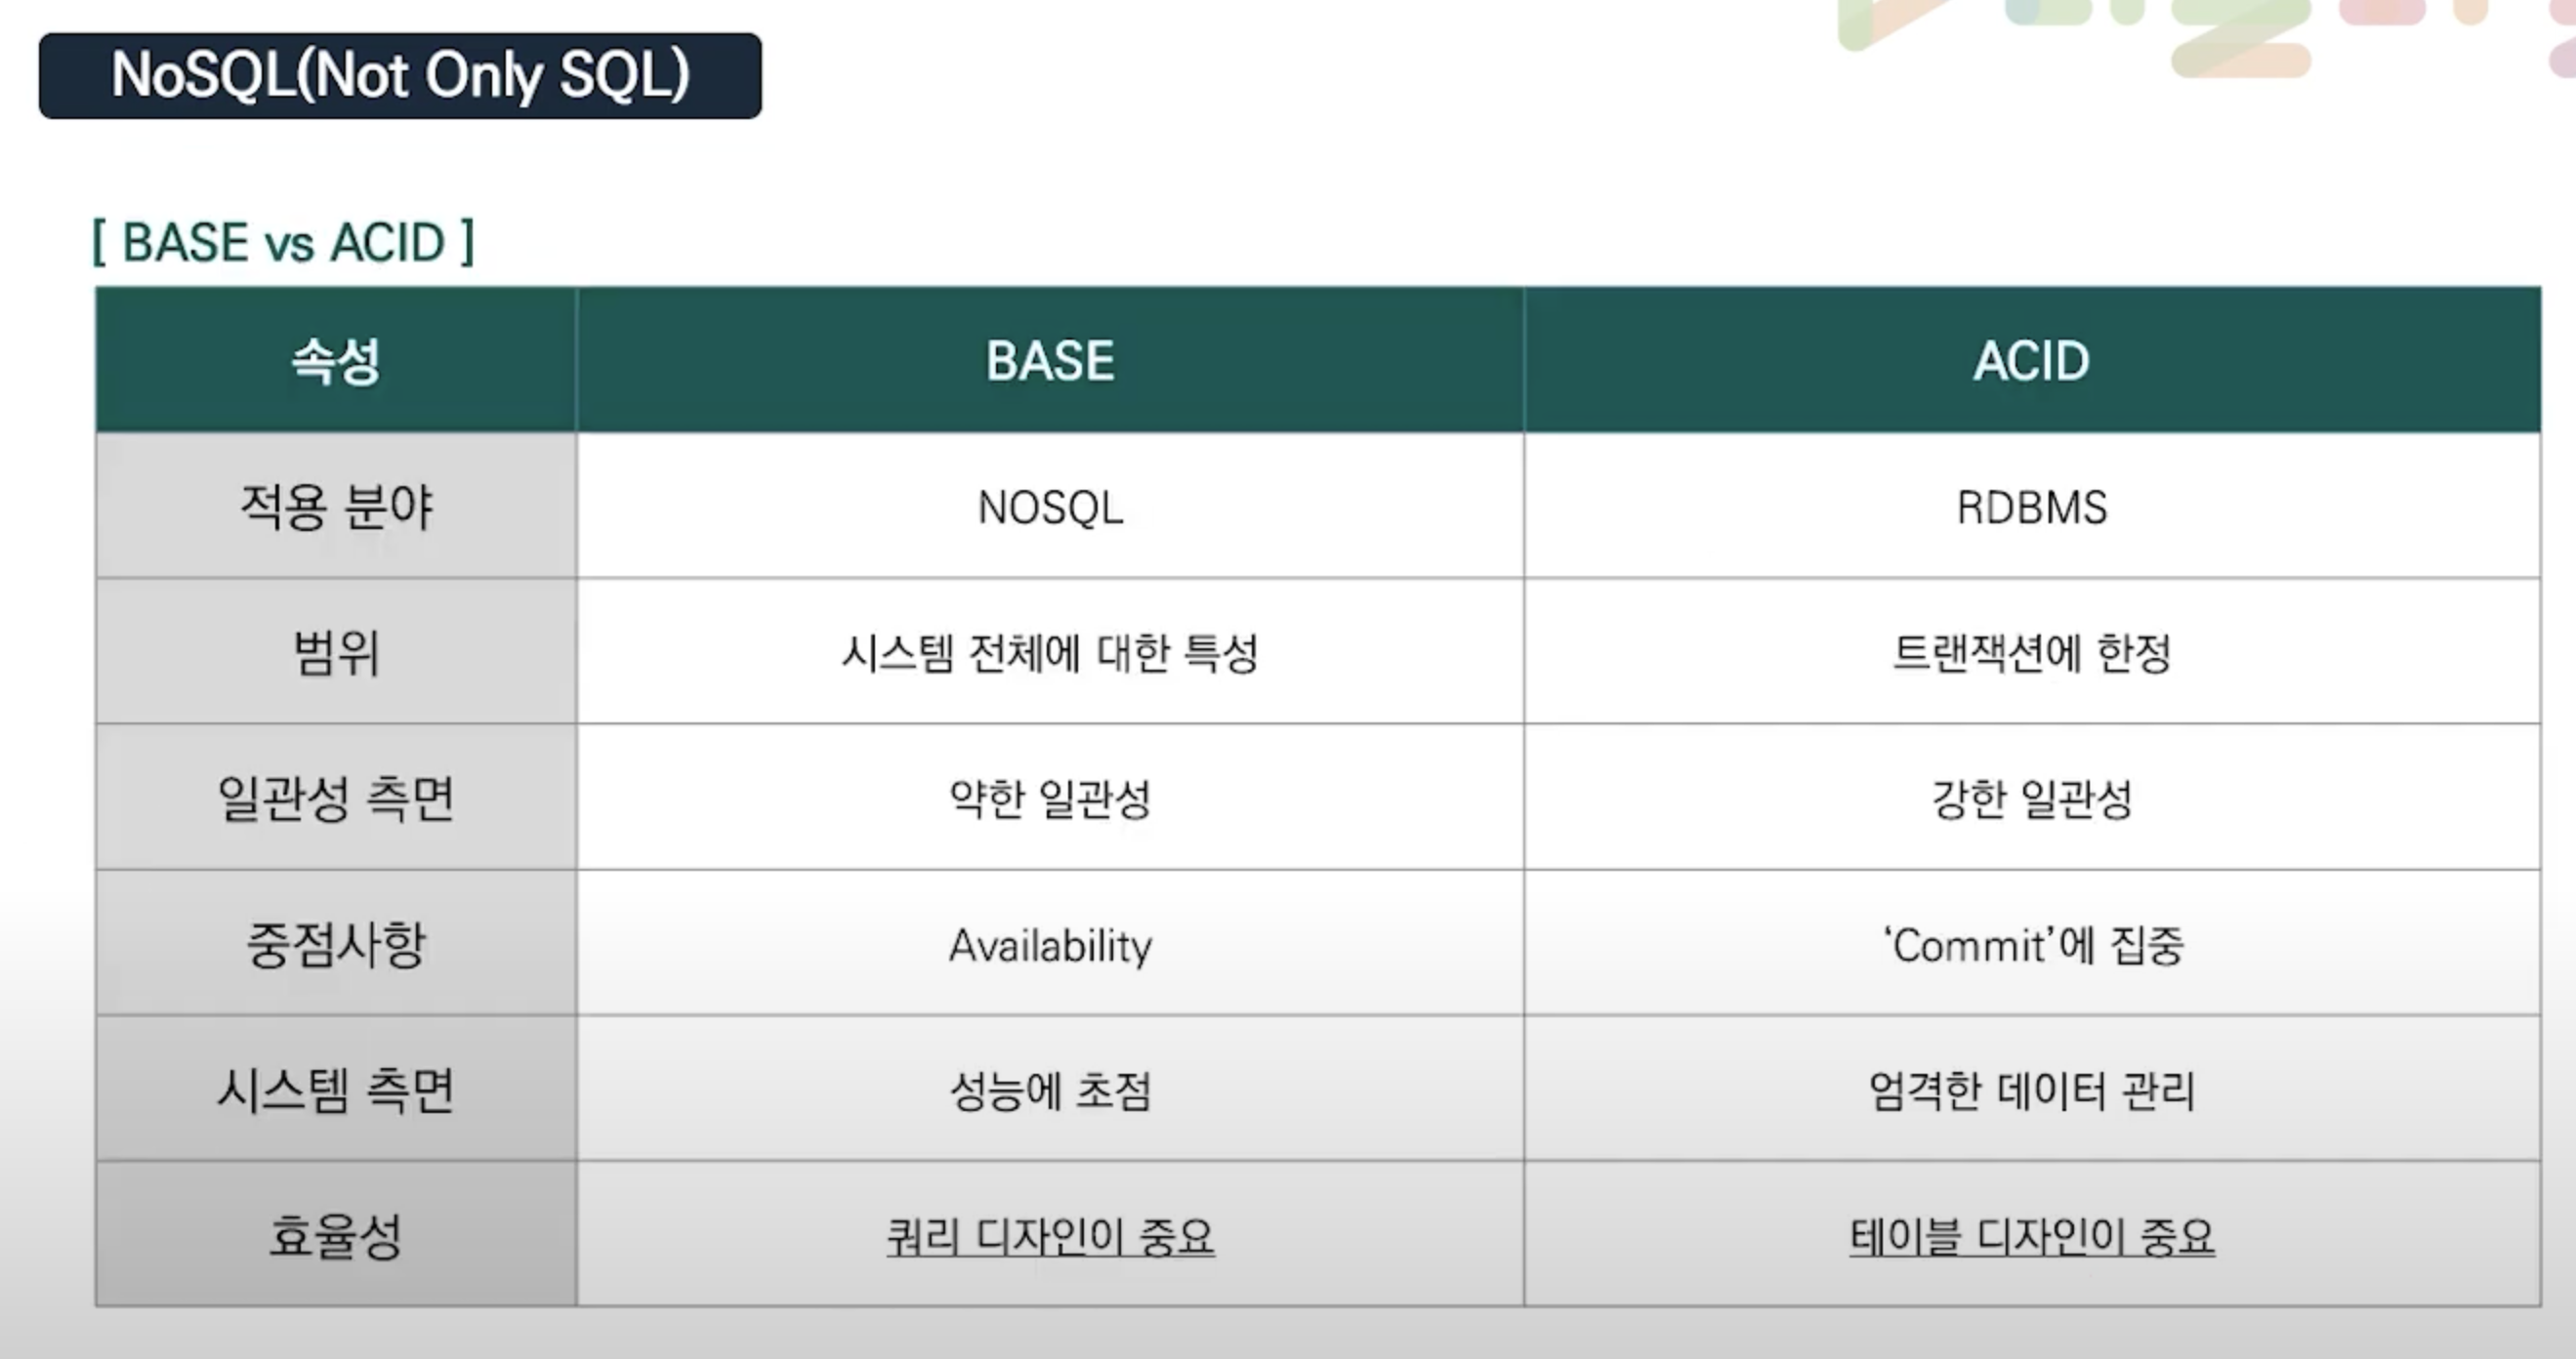 NoSQL(Not Only SQL)
[ BASE vs ACID ]
속성 BASE ACID
적용 분야 NOSQL RDBMS
범위 시스템 전체에 대한 특성 트랜잭션에 한정
일관성 측면 약한 일관성 강한 일관성
중점사항 Availability ‘Commit’에 집중
시스템 측면 성능에 초점 엄격한 데이터 관리
효율성 쿼리 디자인이 중요 테이블 디자인이 중요